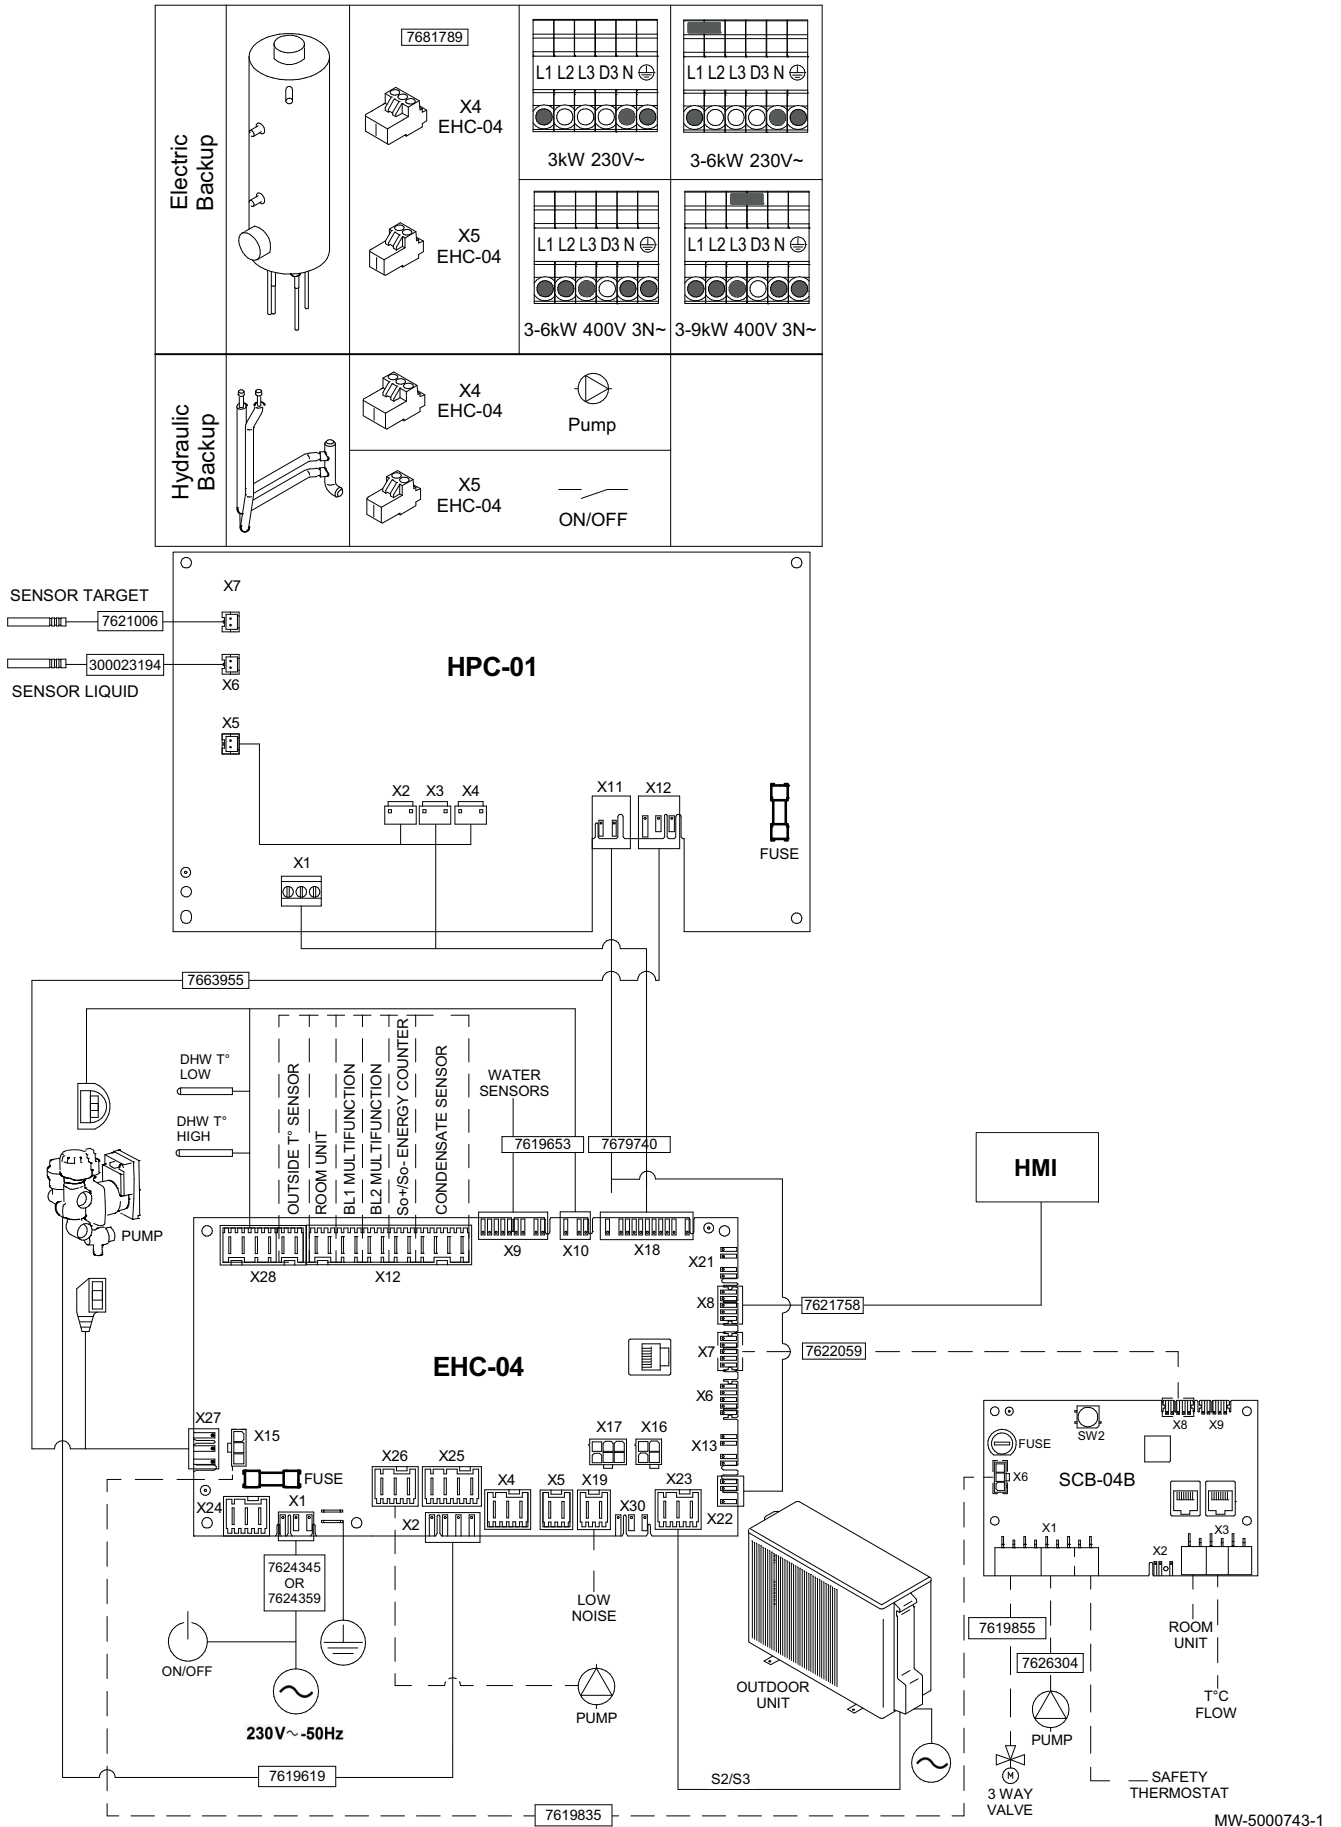 Electric
Backup
7681789
X4
EHC-04
X5
EHC-04
L1 L2 L3 D3 N
3kW 230V~
L1 L2 L3 D3 N
3-6kW 230V~
L1 L2 L3 D3 N
3-6kW 400V 3N~
L1 L2 L3 D3 N
3-9kW 400V 3N~
Hydraulic
Backup
X4
EHC-04
Pump
X5
EHC-04
ON/OFF
SENSOR TARGET
7621006
X7
300023194
X6
SENSOR LIQUID
X5
HPC-01
X2
X3
X4
X11
X12
FUSE
X1
7663955
DHW T°
LOW
DHW T°
HIGH
OUTSIDE T° SENSOR
ROOM UNIT
BL1 MULTIFUNCTION
BL2 MULTIFUNCTION
So+/So- ENERGY COUNTER
CONDENSATE SENSOR
WATER
SENSORS
7619653
7679740
HMI
PUMP
X28
X12
X9
X10
X18
X21
X8
7621758
X7
7622059
EHC-04
X6
X27
X15
X17
X16
X13
FUSE
X26
X25
X4
X5
X19
X23
X24
X1
X2
X30
X22
X8
X9
SW2
FUSE
X6
SCB-04B
X1
X2
X3
7624345
OR
7624359
LOW
NOISE
ON/OFF
230V~-50Hz
PUMP
OUTDOOR
UNIT
7619855
ROOM
UNIT
7626304
PUMP
T°C
FLOW
M
3 WAY
VALVE
SAFETY
THERMOSTAT
7619619
S2/S3
7619835
MW-5000743-1